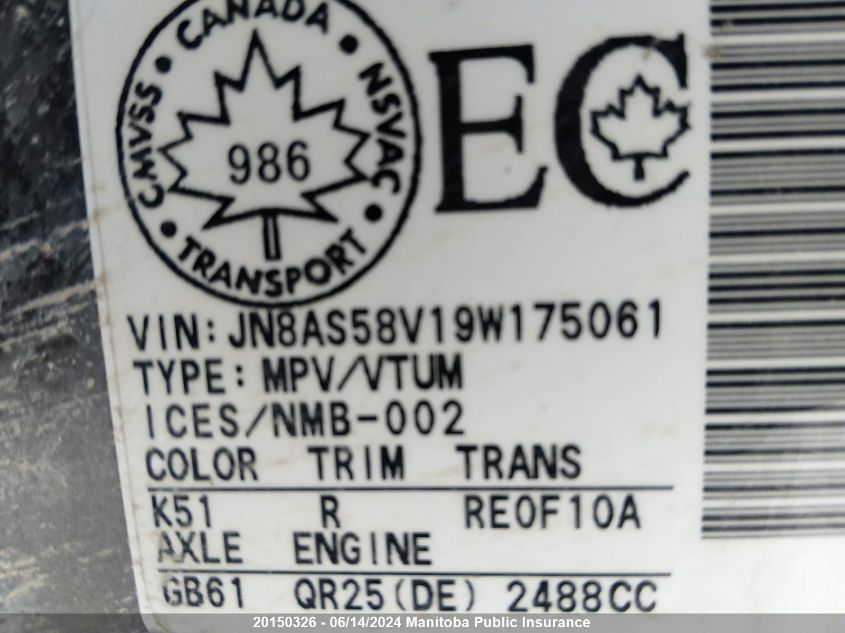 CANADA
CMVSS
NSVAC
986
TRANSPORT
EC
VIN: JN8AS58V19W175061
TYPE: MPV/VTUM
ICES/NMB-002
COLOR TRIM TRANS
K51 R RE0F10A
AXLE ENGINE
GB61 QR25(DE) 2488CC
20150326 - 06/14/2024 Manitoba Public Insurance